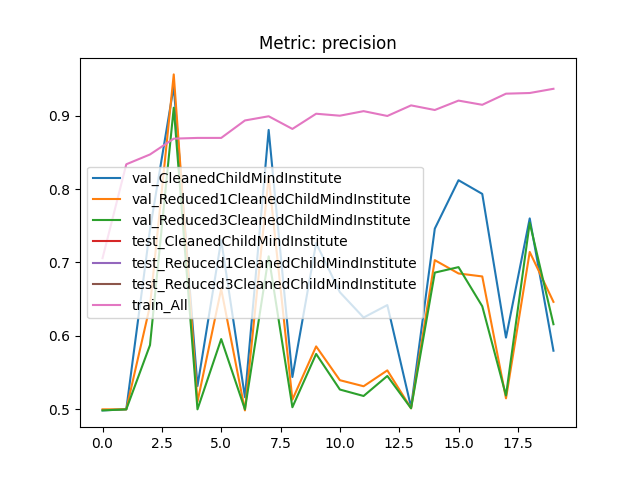 Metric: precision
0.9
0.8
0.7
0.6
0.5
val_CleanedChildMindInstitute
val_Reduced1CleanedChildMindInstitute
val_Reduced3CleanedChildMindInstitute
test_CleanedChildMindInstitute
test_Reduced1CleanedChildMindInstitute
test_Reduced3CleanedChildMindInstitute
train_All
0.0 2.5 5.0 7.5 10.0 12.5 15.0 17.5